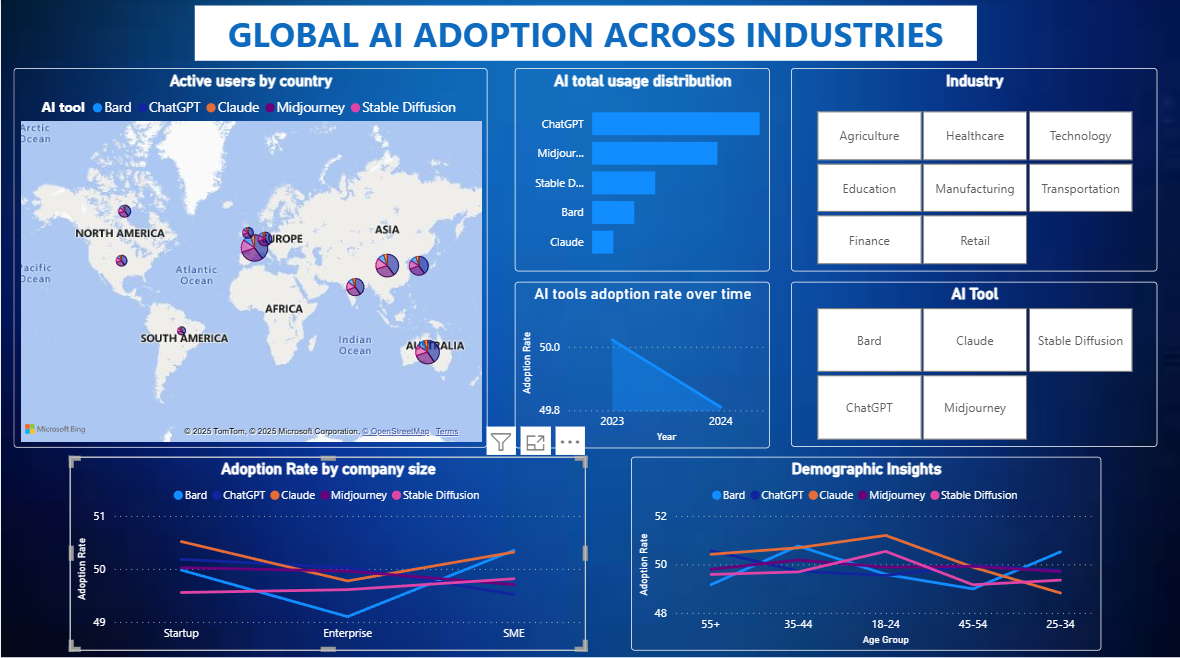 GLOBAL AI ADOPTION ACROSS INDUSTRIES
Active users by country
AI tool Bard ChatGPT Claude Midjourney Stable Diffusion
Arctic
Ocean
NORTH AMERICA
EUROPE
ASIA
Pacific
Ocean
Atlantic
Ocean
AFRICA
SOUTH AMERICA
Indian
Ocean
AUSTRALIA
Microsoft Bing
© 2025 TomTom, © 2025 Microsoft Corporation, © OpenStreetMap Terms
AI total usage distribution
ChatGPT
Midjour...
Stable D...
Bard
Claude
Industry
Agriculture Healthcare Technology
Education Manufacturing Transportation
Finance Retail
AI tools adoption rate over time
Adoption Rate
50.0
49.8
2023 2024
Year
AI Tool
Bard Claude Stable Diffusion
ChatGPT Midjourney
Adoption Rate by company size
Bard ChatGPT Claude Midjourney Stable Diffusion
Adoption Rate
51
50
49
Startup Enterprise SME
Demographic Insights
Bard ChatGPT Claude Midjourney Stable Diffusion
Adoption Rate
52
50
48
55+ 35-44 18-24 45-54 25-34
Age Group